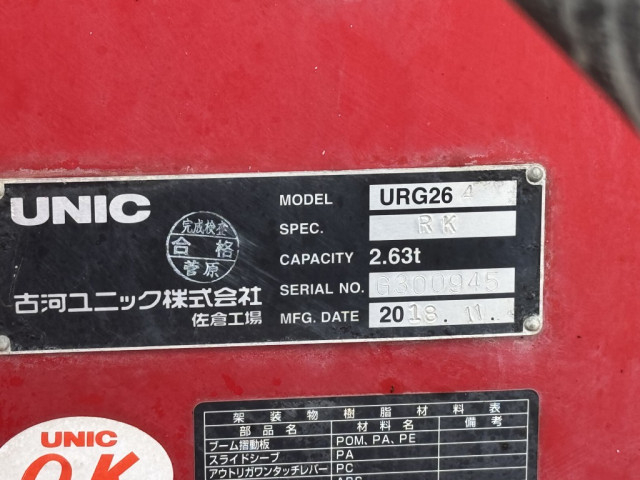 UNIC
完成検査
合格
菅原
古河ユニック株式会社
佐倉工場
MODEL URG26 4
SPEC. RK
CAPACITY 2.63t
SERIAL NO. G300945
MFG. DATE 2018. 11.
UNIC
O.K
架装物樹脂材料表
部品名 材料名 備考
ブーム摺動板 POM, PA, PE
スライドシーブ PA
アウトリガワンタッチレバー PC
ABS